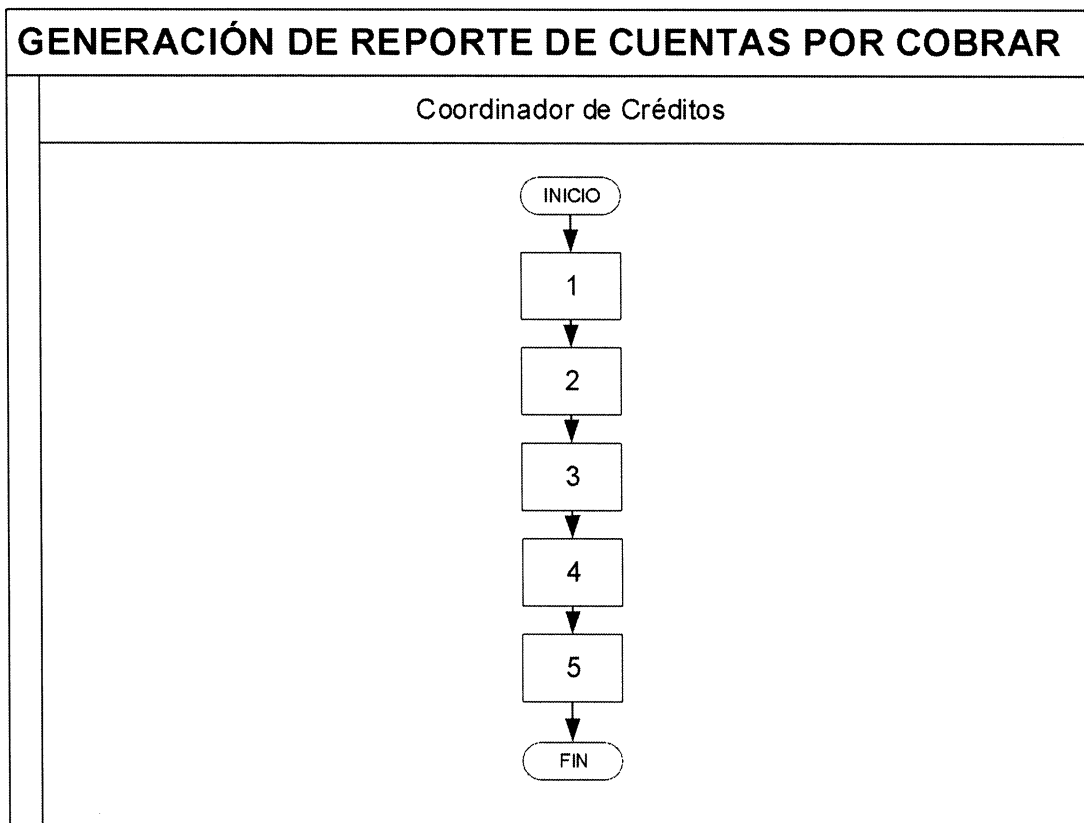 GENERACIÓN DE REPORTE DE CUENTAS POR COBRAR
Coordinador de Créditos
INICIO
1
2
3
4
5
FIN